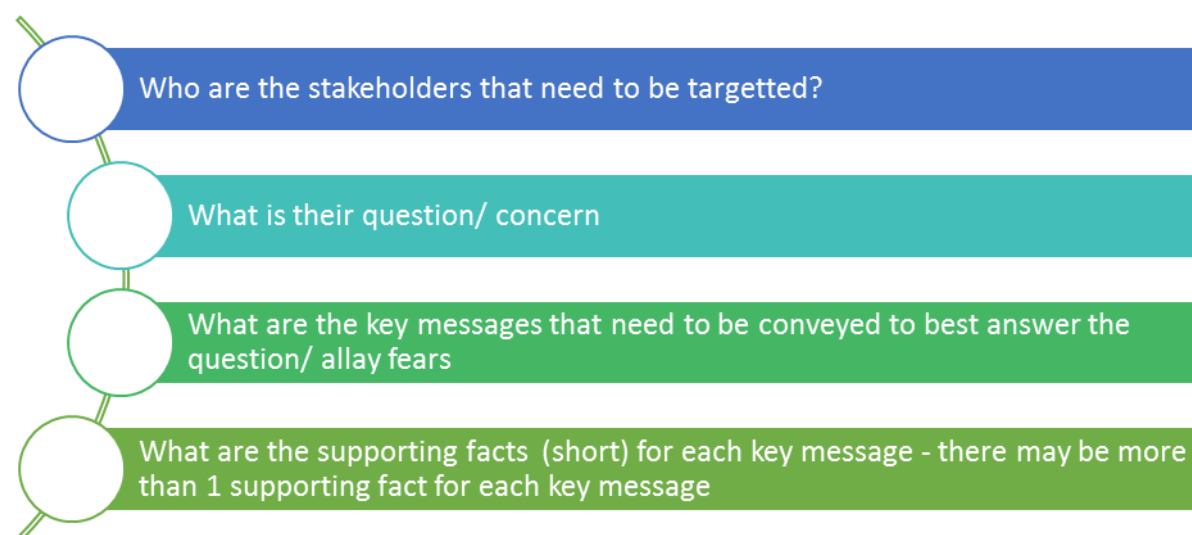 Who are the stakeholders that need to be targetted?
What is their question/ concern
What are the key messages that need to be conveyed to best answer the
question/ allay fears
What are the supporting facts (short) for each key message - there may be more
than 1 supporting fact for each key message